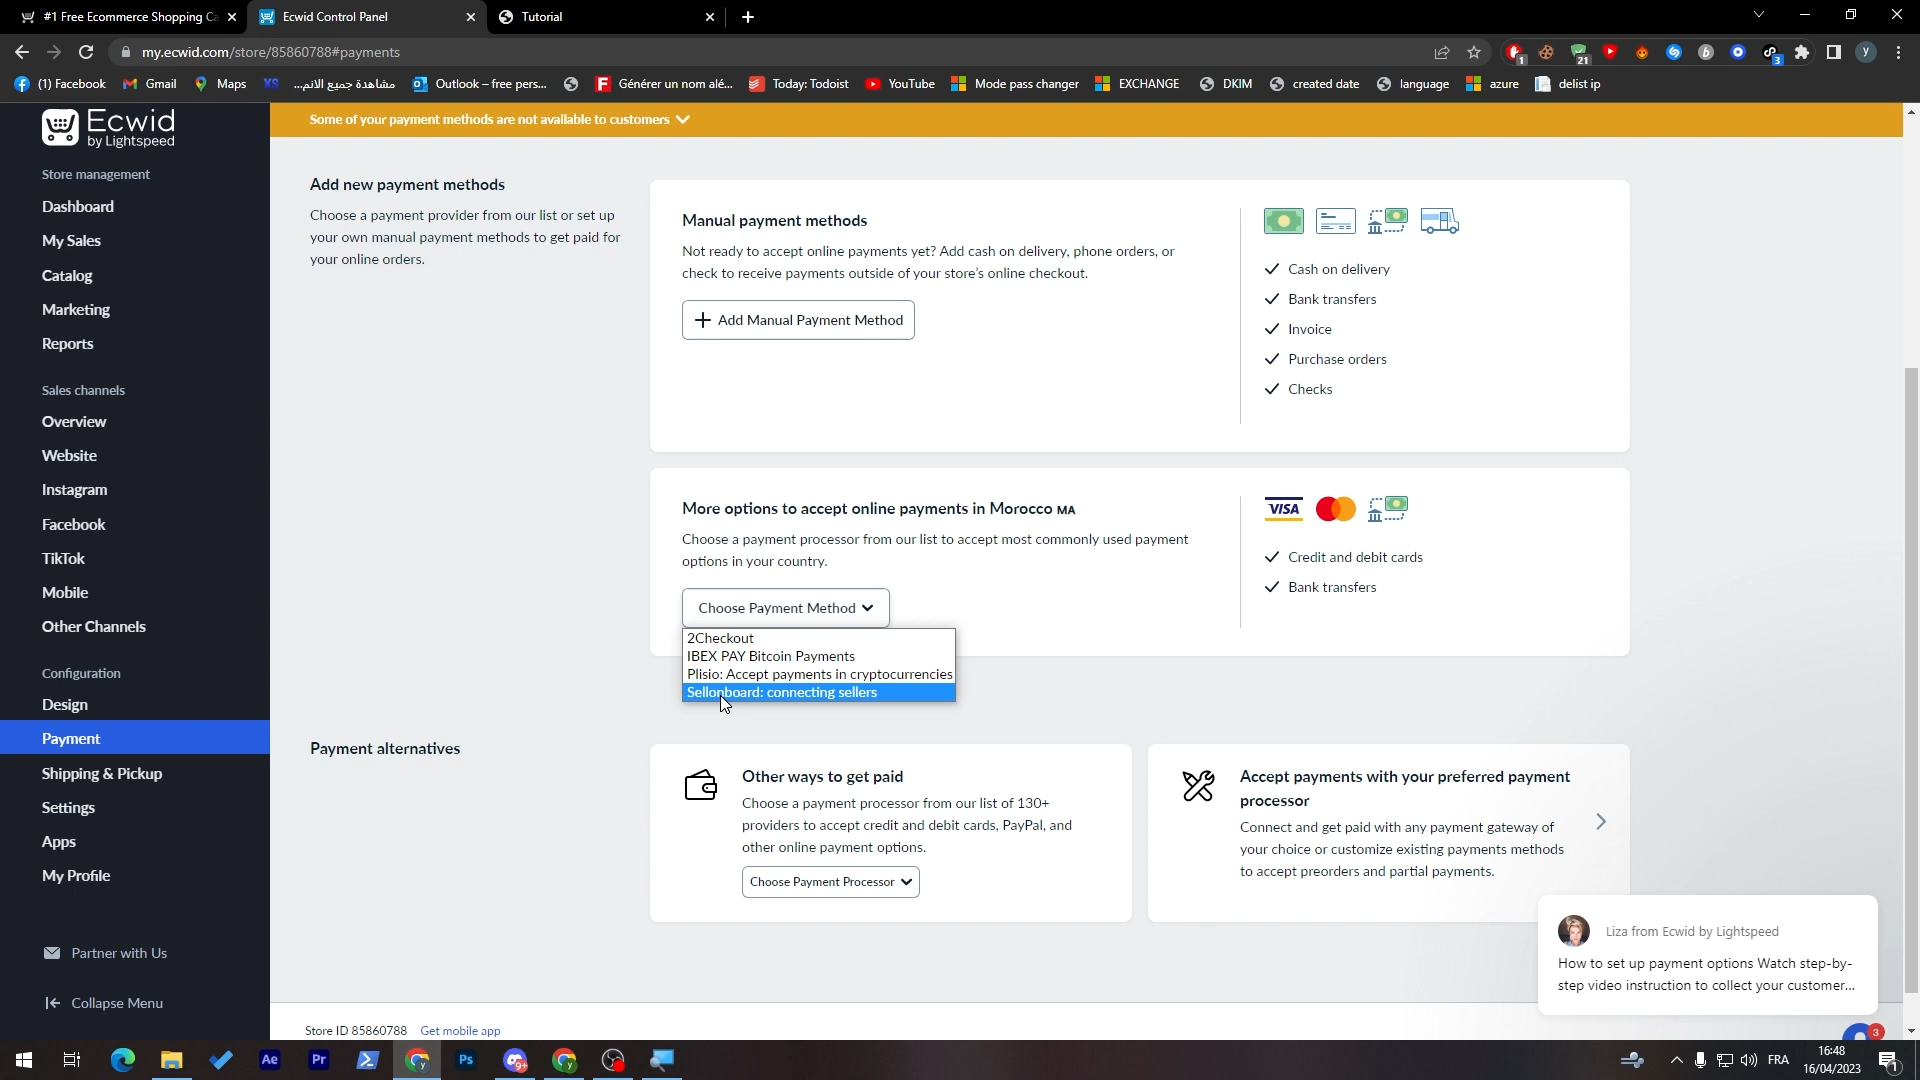 #1 Free Ecommerce Shopping Ca
Ecwid Control Panel
Tutorial
my.ecwid.com/store/85860788#payments
1
21
3
y
(1) Facebook
Gmail
Maps
XS
مشاهدة جميع الانم...
Outlook – free pers...
Générer un nom alé...
Today: Todoist
YouTube
Mode pass changer
EXCHANGE
DKIM
created date
language
azure
delist ip
Ecwid
by Lightspeed
Store management
Dashboard
My Sales
Catalog
Marketing
Reports
Sales channels
Overview
Website
Instagram
Facebook
TikTok
Mobile
Other Channels
Configuration
Design
Payment
Shipping & Pickup
Settings
Apps
My Profile
Partner with Us
Collapse Menu
Some of your payment methods are not available to customers
Add new payment methods
Choose a payment provider from our list or set up
your own manual payment methods to get paid for
your online orders.
Manual payment methods
Not ready to accept online payments yet? Add cash on delivery, phone orders, or
check to receive payments outside of your store's online checkout.
+ Add Manual Payment Method
Cash on delivery
Bank transfers
Invoice
Purchase orders
Checks
More options to accept online payments in Morocco MA
Choose a payment processor from our list to accept most commonly used payment
options in your country.
Choose Payment Method
2Checkout
IBEX PAY Bitcoin Payments
Plisio: Accept payments in cryptocurrencies
Sellonboard: connecting sellers
VISA
Credit and debit cards
Bank transfers
Payment alternatives
Other ways to get paid
Choose a payment processor from our list of 130+
providers to accept credit and debit cards, PayPal, and
other online payment options.
Choose Payment Processor
Accept payments with your preferred payment
processor
Connect and get paid with any payment gateway of
your choice or customize existing payments methods
to accept preorders and partial payments.
Liza from Ecwid by Lightspeed
How to set up payment options Watch step-by-
step video instruction to collect your customer...
3
Store ID 85860788 Get mobile app
Ae
Pr
Ps
FRA
16:48
16/04/2023
1